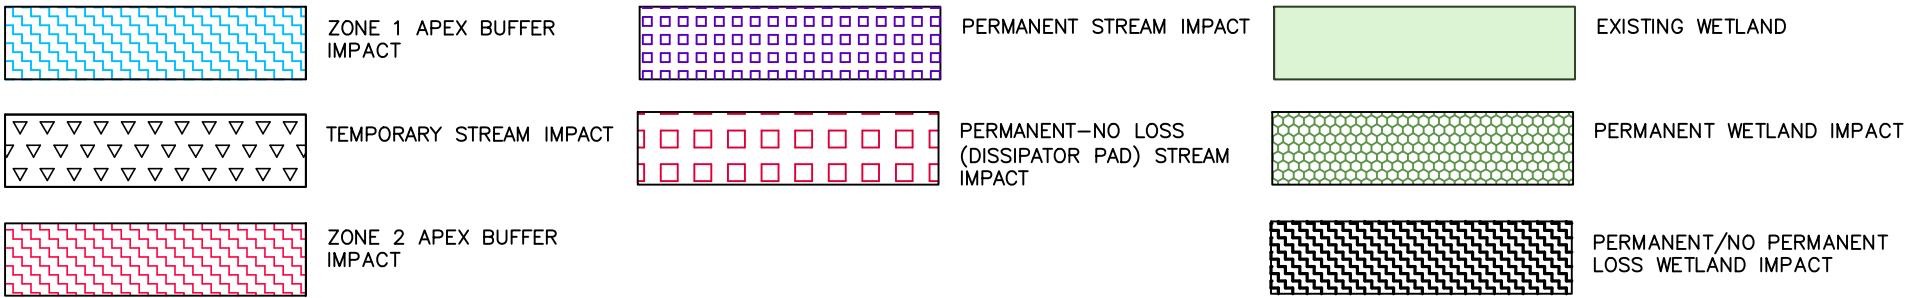 ZONE 1 APEX BUFFER
IMPACT
TEMPORARY STREAM IMPACT
ZONE 2 APEX BUFFER
IMPACT
PERMANENT STREAM IMPACT
PERMANENT-NO LOSS
(DISSIPATOR PAD) STREAM
IMPACT
EXISTING WETLAND
PERMANENT WETLAND IMPACT
PERMANENT/NO PERMANENT
LOSS WETLAND IMPACT